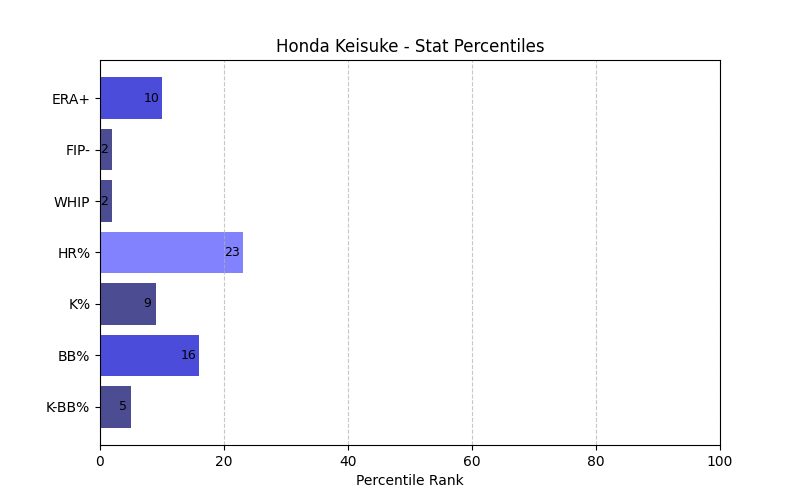 Honda Keisuke - Stat Percentiles
ERA+ 10
FIP- 2
WHIP 2
HR% 23
K% 9
BB% 16
K-BB% 5
0 20 40 60 80 100
Percentile Rank